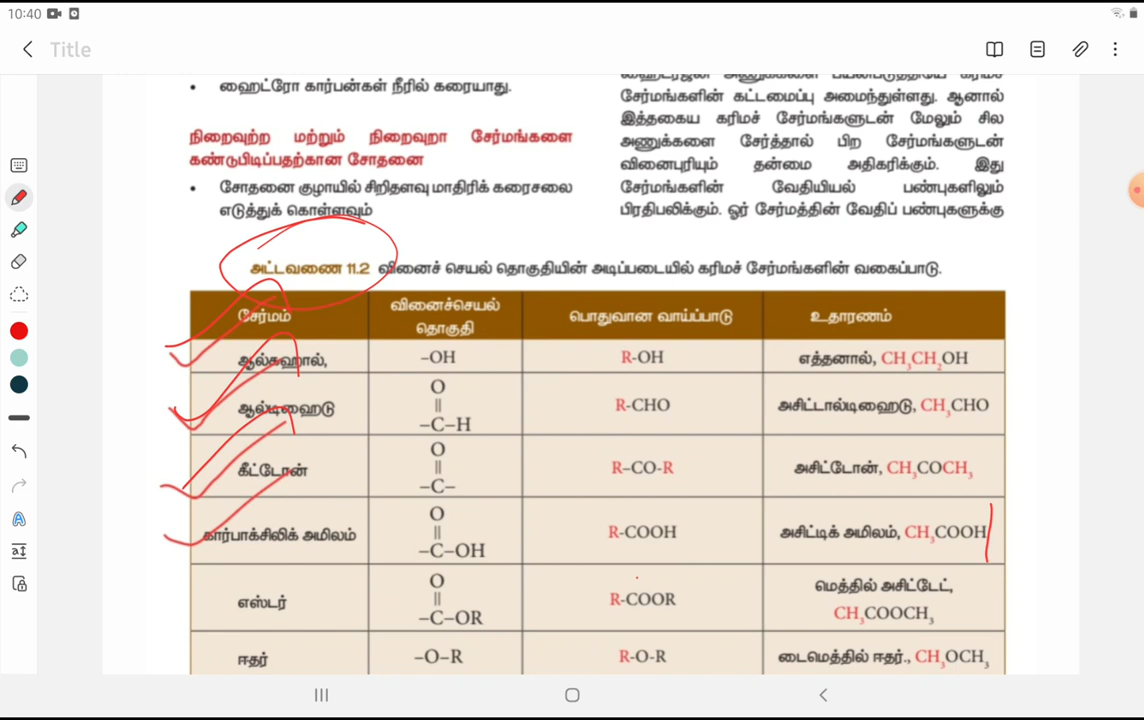 10:40
Title
ஹைட்ரோ கார்பன்கள் நீரில் கரையாது.
நிறைவுற்ற மற்றும் நிறைவுறா சேர்மங்களை
கண்டுபிடிப்பதற்கான சோதனை
சோதனை குழாயில் சிறிதளவு மாதிரிக் கரைசலை
எடுத்துக் கொள்ளவும்
சேர்மங்களின் கட்டமைப்பு அமைந்துள்ளது. ஆனால்
இத்தகைய கரிமச் சேர்மங்களுடன் மேலும் சில
அணுக்களை சேர்த்தால் பிற சேர்மங்களுடன்
வினைபுரியும் தன்மை அதிகரிக்கும். இது
சேர்மங்களின் வேதியியல் பண்புகளிலும்
பிரதிபலிக்கும். ஓர் சேர்மத்தின் வேதிப் பண்புகளுக்கு
அட்டவணை 11.2 வினைச் செயல் தொகுதியின் அடிப்படையில் கரிமச் சேர்மங்களின் வகைப்பாடு.
சேர்மம் வினைச்செயல் தொகுதி பொதுவான வாய்ப்பாடு உதாரணம்
ஆல்கஹால், –OH R-OH எத்தனால், CH₃CH₂OH
ஆல்டிஹைடு O || –C–H R-CHO அசிட்டால்டிஹைடு, CH₃CHO
கீட்டோன் O || –C– R–CO-R அசிட்டோன், CH₃COCH₃
கார்பாக்சிலிக் அமிலம் O || –C–OH R-COOH அசிட்டிக் அமிலம், CH₃COOH
எஸ்டர் O || –C–OR R-COOR மெத்தில் அசிட்டேட், CH₃COOCH₃
ஈதர் –O–R R-O-R டைமெத்தில் ஈதர்., CH₃OCH₃